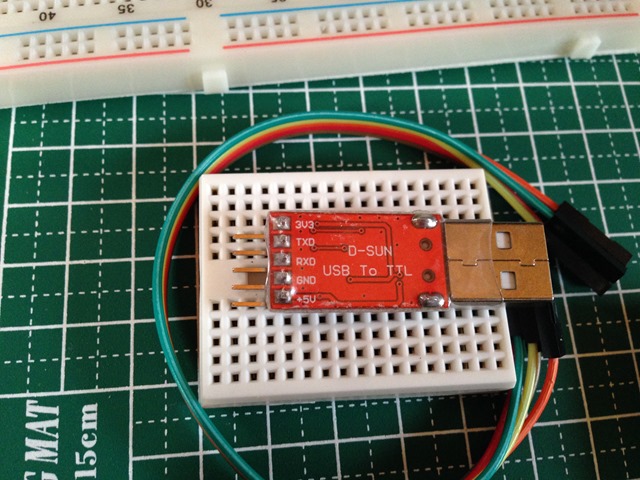 40
35
30
3V3
TXD
RXD
GND
+5V
D-SUN
USB To TTL
G MAT
15cm